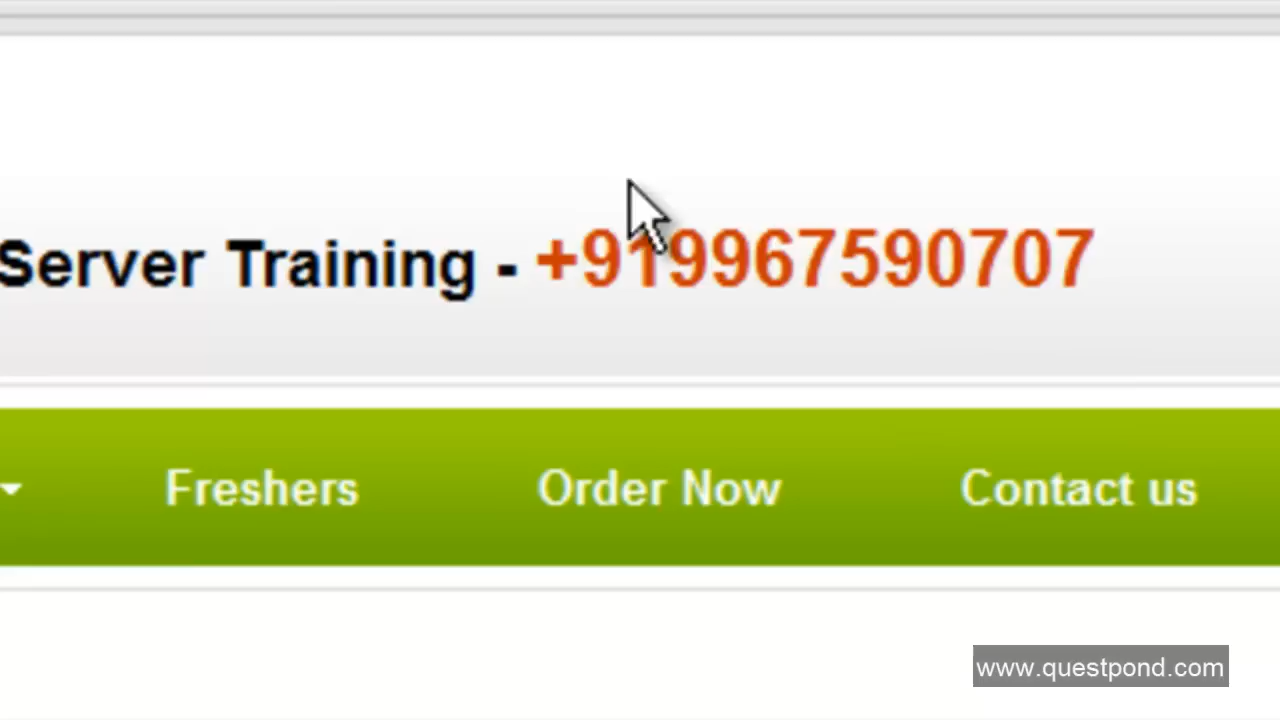 Server Training - +919967590707
Freshers Order Now Contact us
www.questpond.com